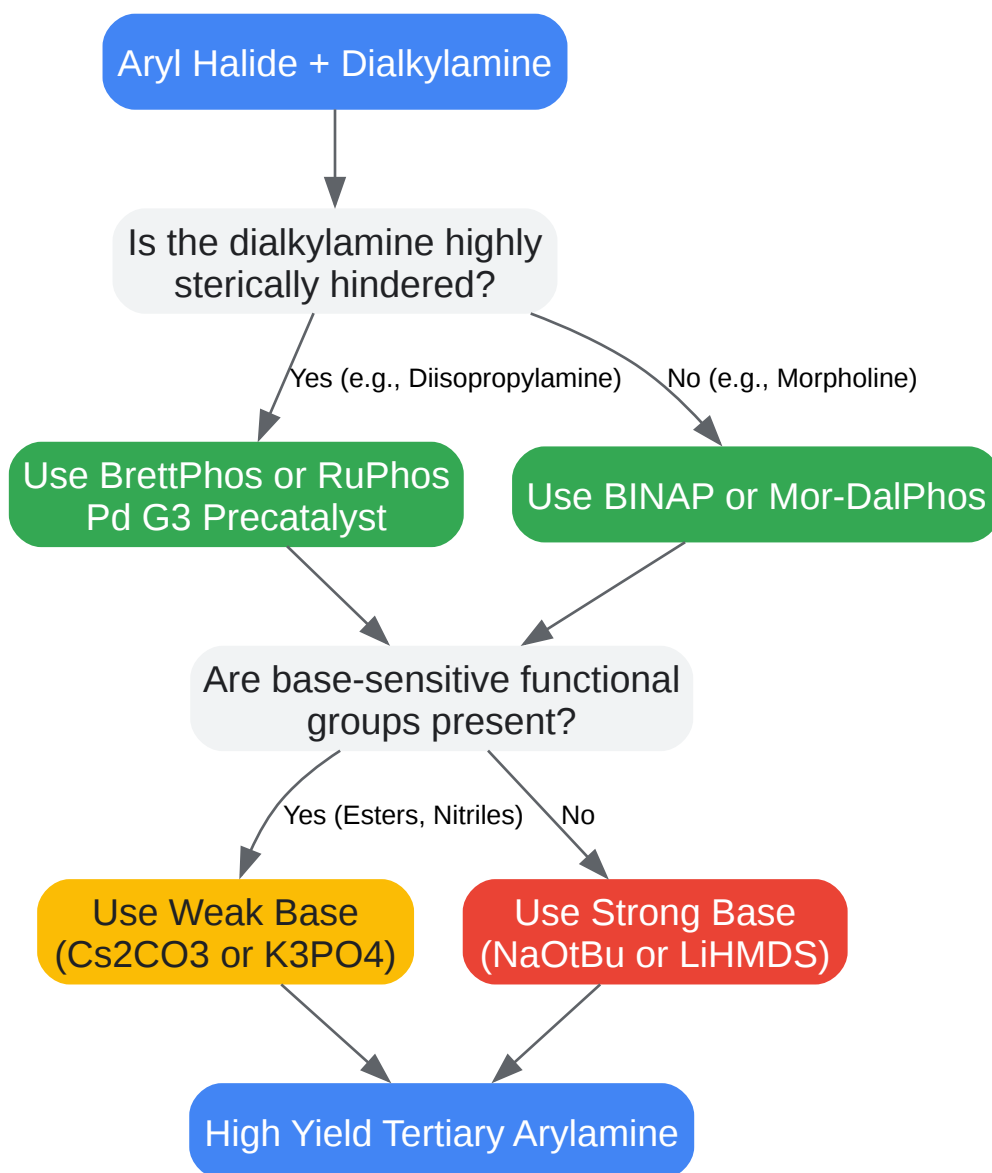 Aryl Halide + Dialkylamine
Is the dialkylamine highly
sterically hindered?
Yes (e.g., Diisopropylamine)
No (e.g., Morpholine)
Use BrettPhos or RuPhos
Pd G3 Precatalyst
Use BINAP or Mor-DalPhos
Are base-sensitive functional
groups present?
Yes (Esters, Nitriles)
No
Use Weak Base
(Cs2CO3 or K3PO4)
Use Strong Base
(NaOtBu or LiHMDS)
High Yield Tertiary Arylamine